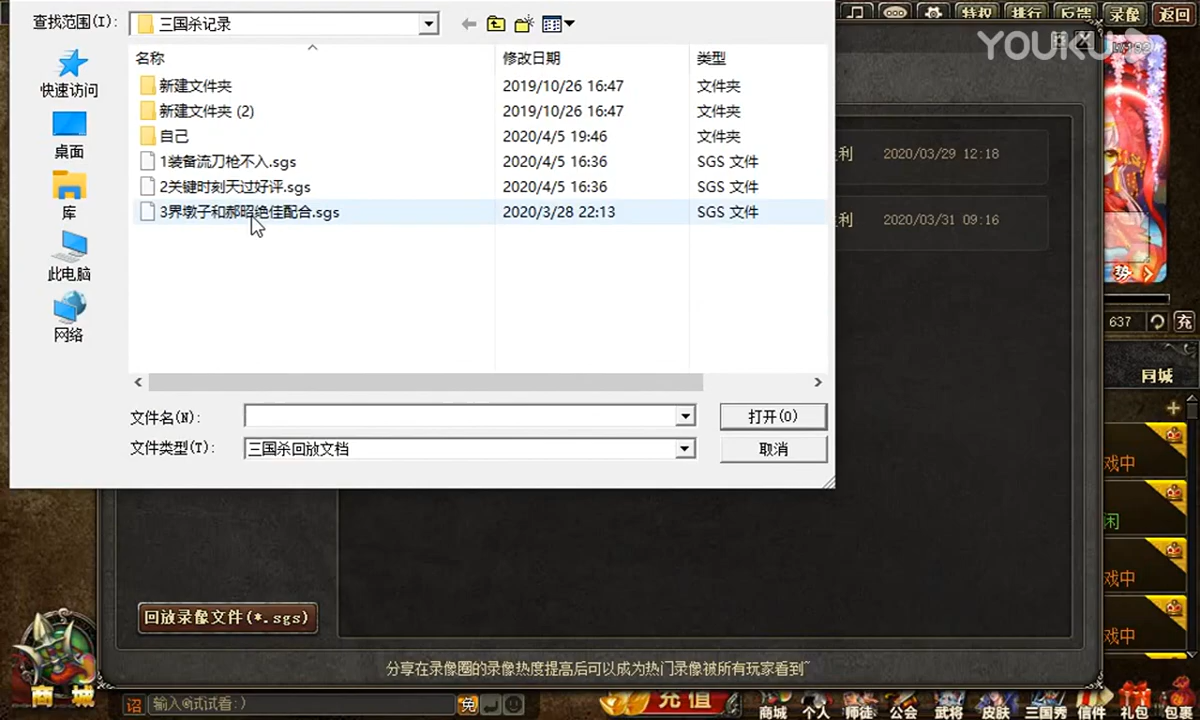 查找范围(I): 三国杀记录
特权 排行 反馈 录像 返回
YOUKU
名称 修改日期 类型
新建文件夹 2019/10/26 16:47 文件夹
新建文件夹 (2) 2019/10/26 16:47 文件夹
自己 2020/4/5 19:46 文件夹
1装备流刀枪不入.sgs 2020/4/5 16:36 SGS 文件
2关键时刻天过好评.sgs 2020/4/5 16:36 SGS 文件
3界墩子和郝昭绝佳配合.sgs 2020/3/28 22:13 SGS 文件
快速访问
桌面
库
此电脑
网络
利 2020/03/29 12:18
利 2020/03/31 09:16
势
637 充
同城
文件名(N): 打开(O)
文件类型(T): 三国杀回放文档 取消
戏中
闲
戏中
戏中
回放录像文件(*.sgs)
分享在录像圈的录像热度提高后可以成为热门录像被所有玩家看到~
商城
诏 输入@试试看:) 免
充值
商城 个人 师徒 公会 武将 皮肤 三国秀 信件 礼包 包裹